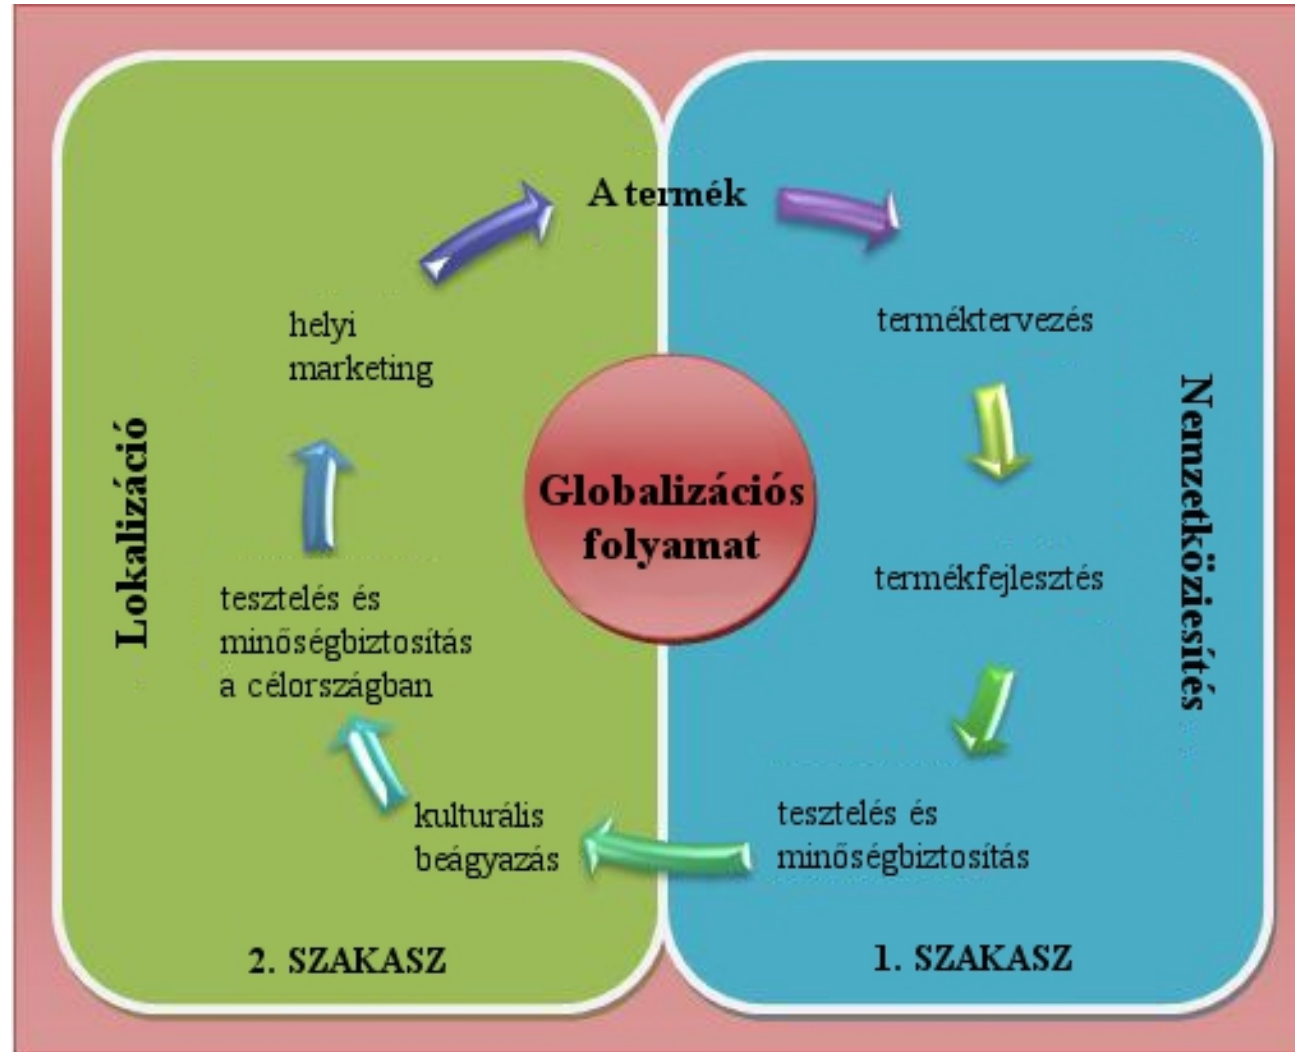 A termék
terméktervezés
termékfejlesztés
tesztelés és
minőségbiztosítás
kulturális
beágyazás
tesztelés és
minőségbiztosítás
a célországban
helyi
marketing
Globalizációs
folyamat
Lokalizáció
Nemzetköziesítés
2. SZAKASZ
1. SZAKASZ